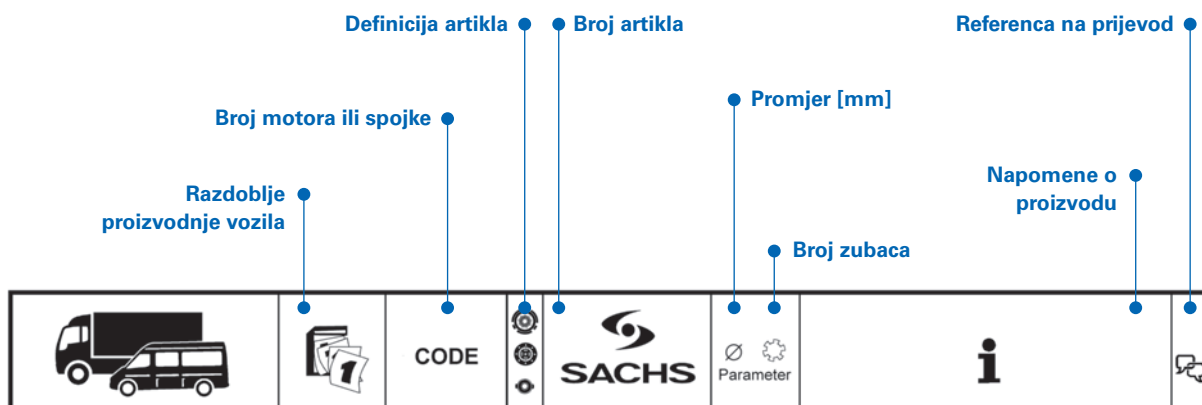 Definicija artikla
Broj artikla
Referenca na prijevod
Promjer [mm]
Broj motora ili spojke
Napomene o
proizvodu
Razdoblje
proizvodnje vozila
Broj zubaca
1
CODE
SACHS
Ø
Parameter
i